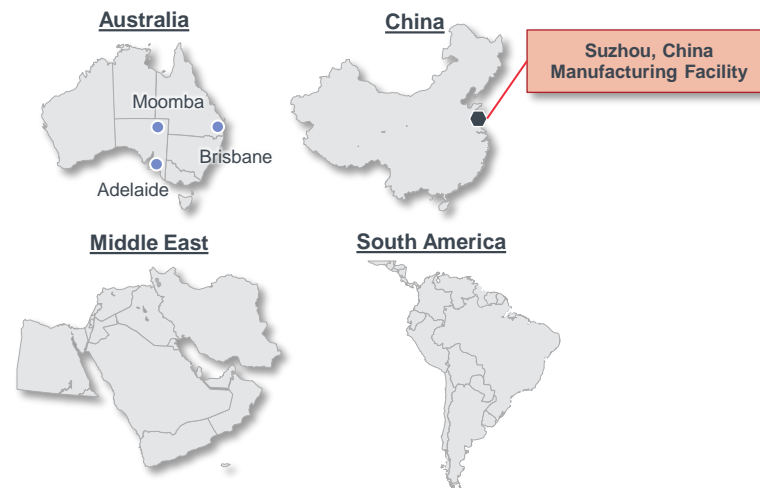 Australia
China
Suzhou, China
Manufacturing Facility
Moomba
Brisbane
Adelaide
Middle East
South America